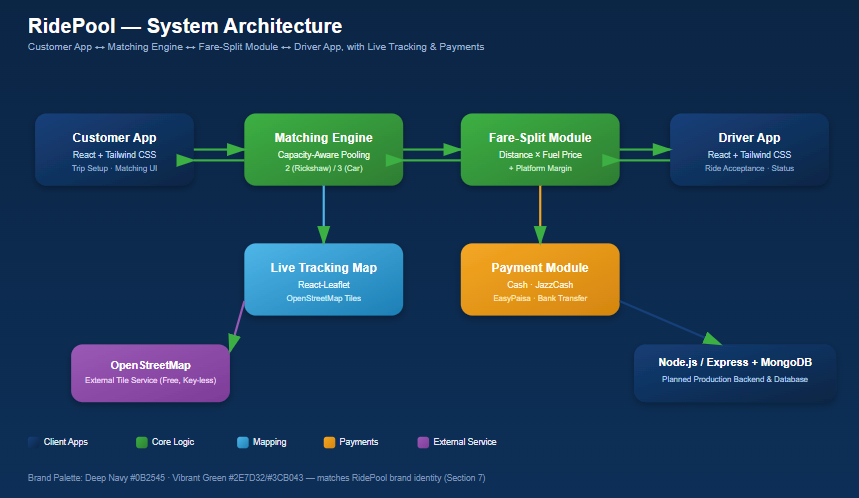 RidePool — System Architecture
Customer App ↔ Matching Engine ↔ Fare-Split Module ↔ Driver App, with Live Tracking & Payments
Customer App
React + Tailwind CSS
Trip Setup · Matching UI
Matching Engine
Capacity-Aware Pooling
2 (Rickshaw) / 3 (Car)
Fare-Split Module
Distance × Fuel Price
+ Platform Margin
Driver App
React + Tailwind CSS
Ride Acceptance · Status
Live Tracking Map
React-Leaflet
OpenStreetMap Tiles
Payment Module
Cash · JazzCash
EasyPaisa · Bank Transfer
OpenStreetMap
External Tile Service (Free, Key-less)
Node.js / Express + MongoDB
Planned Production Backend & Database
Client Apps
Core Logic
Mapping
Payments
External Service
Brand Palette: Deep Navy #0B2545 · Vibrant Green #2E7D32/#3CB043 — matches RidePool brand identity (Section 7)